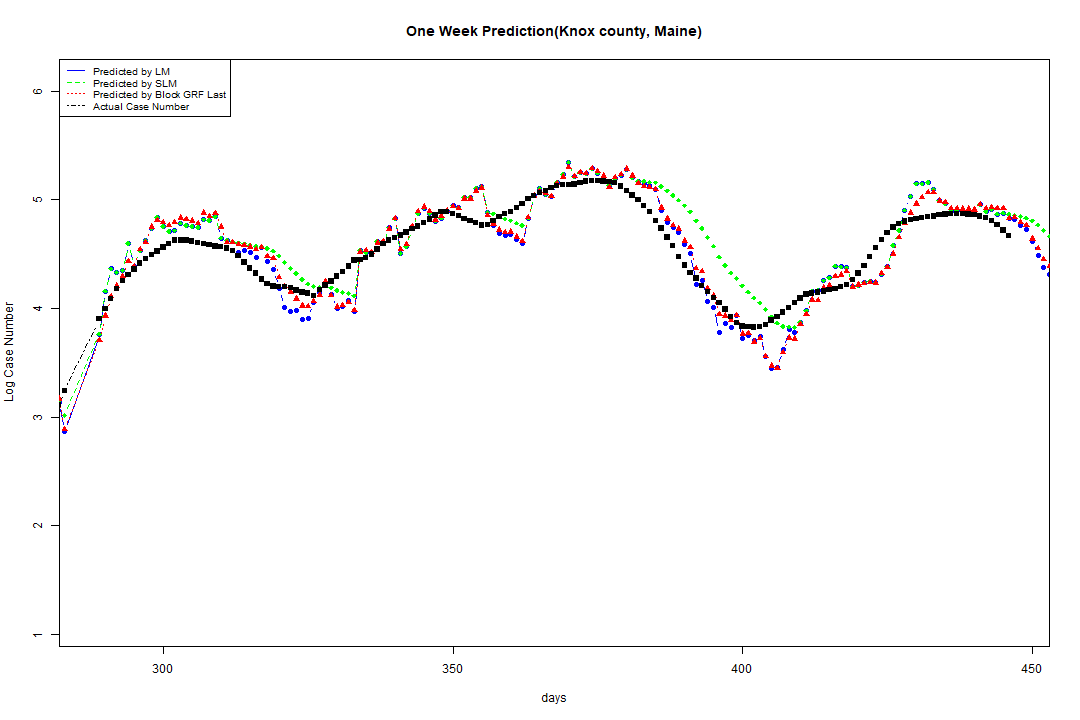 One Week Prediction(Knox county, Maine)
Predicted by LM
Predicted by SLM
Predicted by Block GRF Last
Actual Case Number
6
5
4
3
2
1
Log Case Number
300
350
400
450
days